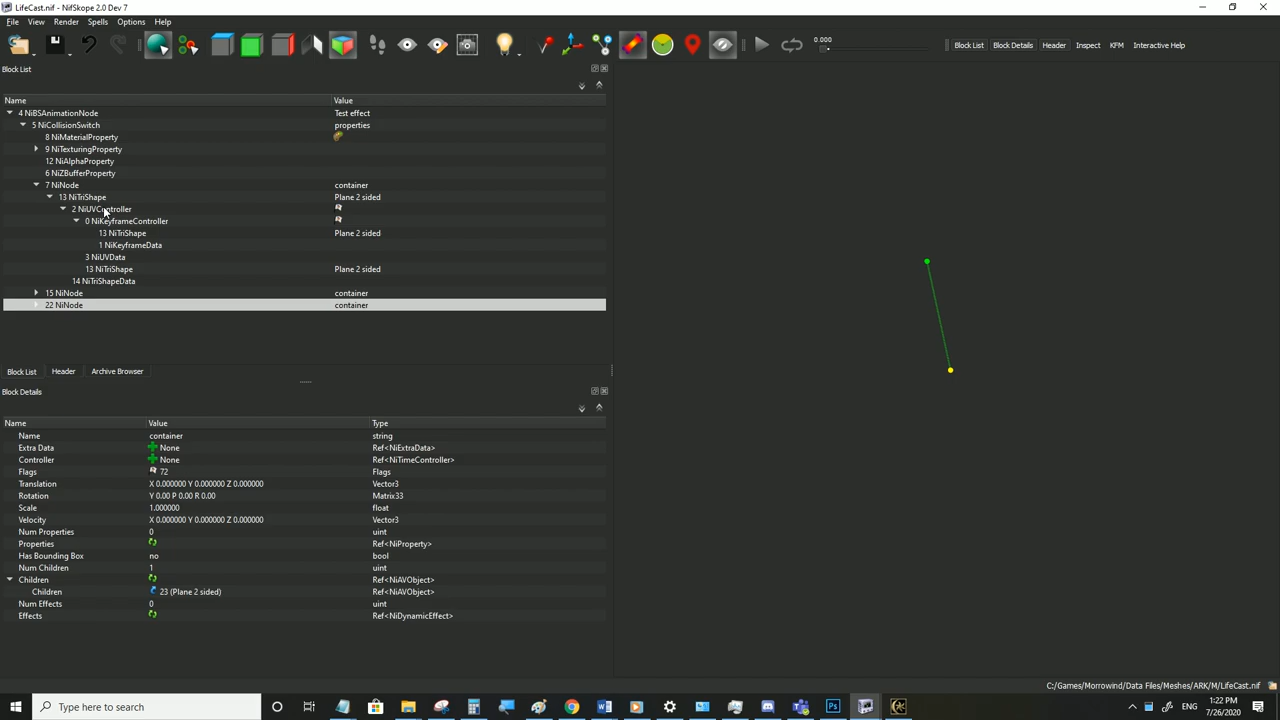 LifeCast.nif - NifSkope 2.0 Dev 7
File View Render Spells Options Help
0.000
Block List Block Details Header Inspect KFM Interactive Help
Block List
Name Value
4 NiBSAnimationNode Test effect
5 NiCollisionSwitch properties
8 NiMaterialProperty
9 NiTexturingProperty
12 NiAlphaProperty
6 NiZBufferProperty
7 NiNode container
13 NiTriShape Plane 2 sided
2 NiUVController
0 NiKeyframeController
13 NiTriShape Plane 2 sided
1 NiKeyframeData
3 NiUVData
13 NiTriShape Plane 2 sided
14 NiTriShapeData
15 NiNode container
22 NiNode container
Block List Header Archive Browser
Block Details
Name Value Type
Name container string
Extra Data None Ref<NiExtraData>
Controller None Ref<NiTimeController>
Flags 72 Flags
Translation X 0.000000 Y 0.000000 Z 0.000000 Vector3
Rotation Y 0.00 P 0.00 R 0.00 Matrix33
Scale 1.000000 float
Velocity X 0.000000 Y 0.000000 Z 0.000000 Vector3
Num Properties 0 uint
Properties Ref<NiProperty>
Has Bounding Box no bool
Num Children 1 uint
Children Ref<NiAVObject>
Children 23 (Plane 2 sided) Ref<NiAVObject>
Num Effects 0 uint
Effects Ref<NiDynamicEffect>
C:/Games/Morrowind/Data Files/Meshes/ARK/M/LifeCast.nif
Type here to search
ENG
1:22 PM
7/26/2020